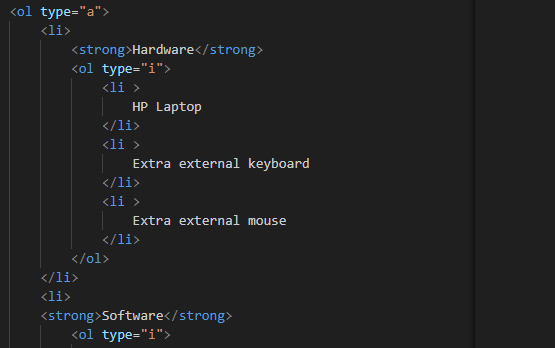 <ol type="a">
<li>
<strong>Hardware</strong>
<ol type="i">
<li >
HP Laptop
</li>
<li >
Extra external keyboard
</li>
<li >
Extra external mouse
</li>
</ol>
</li>
<li>
<strong>Software</strong>
<ol type="i">